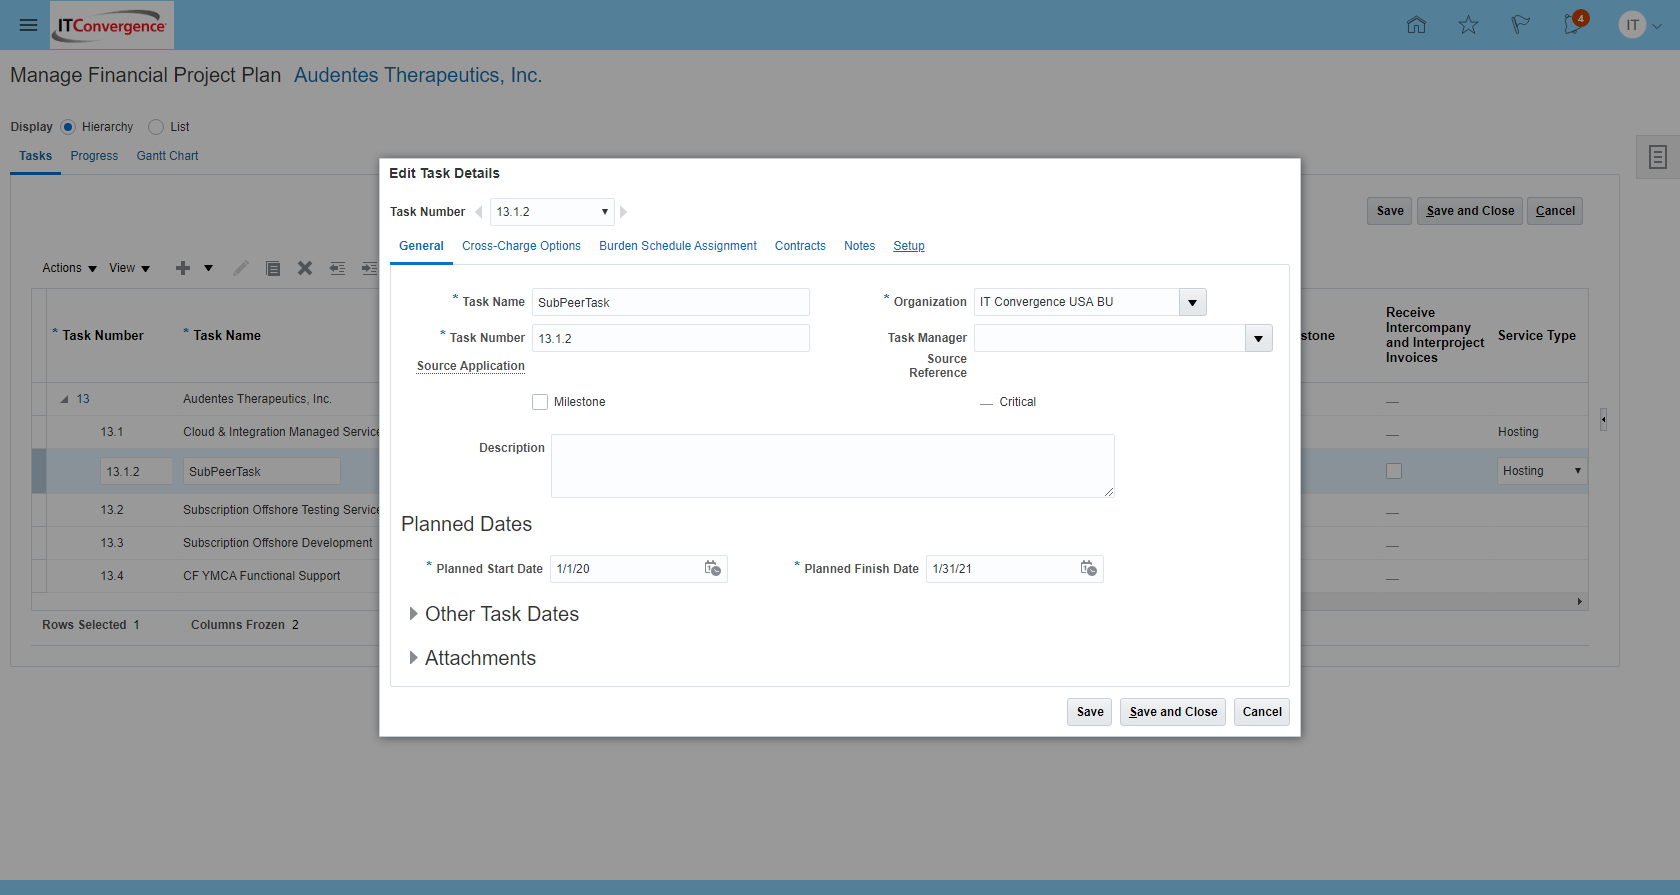 ITConvergence
4
IT
Manage Financial Project Plan Audentes Therapeutics, Inc.
Display Hierarchy List
Tasks Progress Gantt Chart
Save Save and Close Cancel
Actions View
* Task Number * Task Name
stone
Receive
Intercompany
and Interproject
Invoices
Service Type
13 Audentes Therapeutics, Inc.
13.1 Cloud & Integration Managed Service Hosting
13.1.2 SubPeerTask Hosting
13.2 Subscription Offshore Testing Service
13.3 Subscription Offshore Development
13.4 CF YMCA Functional Support
Rows Selected 1 Columns Frozen 2
Edit Task Details
Task Number 13.1.2
General Cross-Charge Options Burden Schedule Assignment Contracts Notes Setup
* Task Name SubPeerTask * Organization IT Convergence USA BU
* Task Number 13.1.2 Task Manager
Source Application
Source
Reference
Milestone Critical
Description
Planned Dates
* Planned Start Date 1/1/20 * Planned Finish Date 1/31/21
Other Task Dates
Attachments
Save Save and Close Cancel